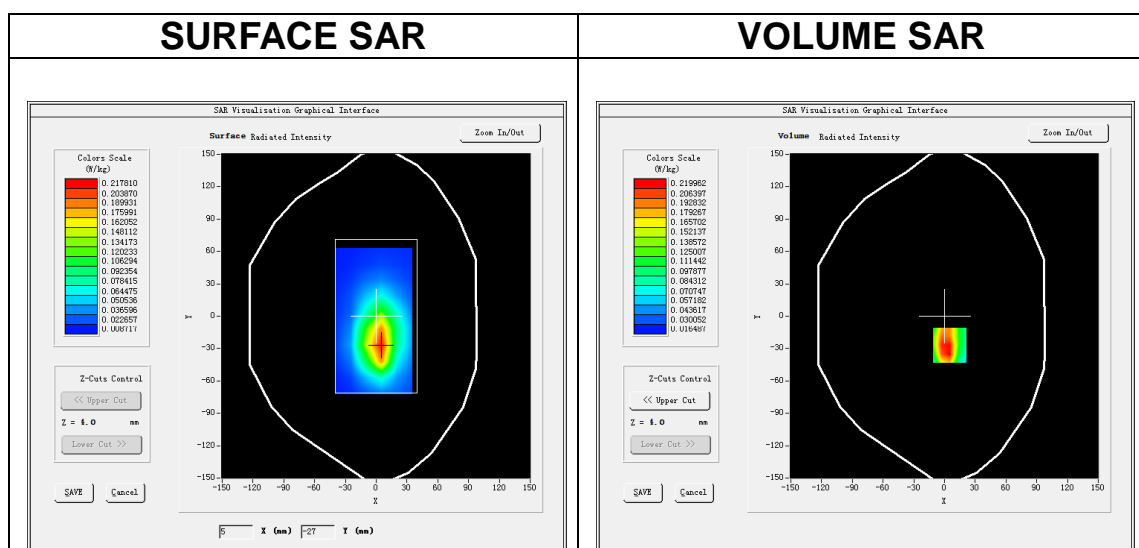 SURFACE SAR
VOLUME SAR
SAR Visualisation Graphical Interface
Surface Radiated Intensity
Zoom In/Out
Colors Scale
(W/kg)
0.217810
0.203870
0.189931
0.175991
0.162052
0.148112
0.134173
0.120233
0.106294
0.092354
0.078415
0.064475
0.050536
0.036596
0.022657
0.008717
Z-Cuts Control
<< Upper Cut
Z = 4.0 mm
Lower Cut >>
SAVE
Cancel
150
120
90
60
30
0
-30
-60
-90
-120
-150
Y
-150 -120 -90 -60 -30 0 30 60 90 120 150
X
5 X (mm) -27 Y (mm)
SAR Visualisation Graphical Interface
Volume Radiated Intensity
Zoom In/Out
Colors Scale
(W/kg)
0.219962
0.206397
0.192832
0.179267
0.165702
0.152137
0.138572
0.125007
0.111442
0.097877
0.084312
0.070747
0.057182
0.043617
0.030052
0.016487
Z-Cuts Control
<< Upper Cut
Z = 4.0 mm
Lower Cut >>
SAVE
Cancel
150
120
90
60
30
0
-30
-60
-90
-120
-150
Y
-150 -120 -90 -60 -30 0 30 60 90 120 150
X